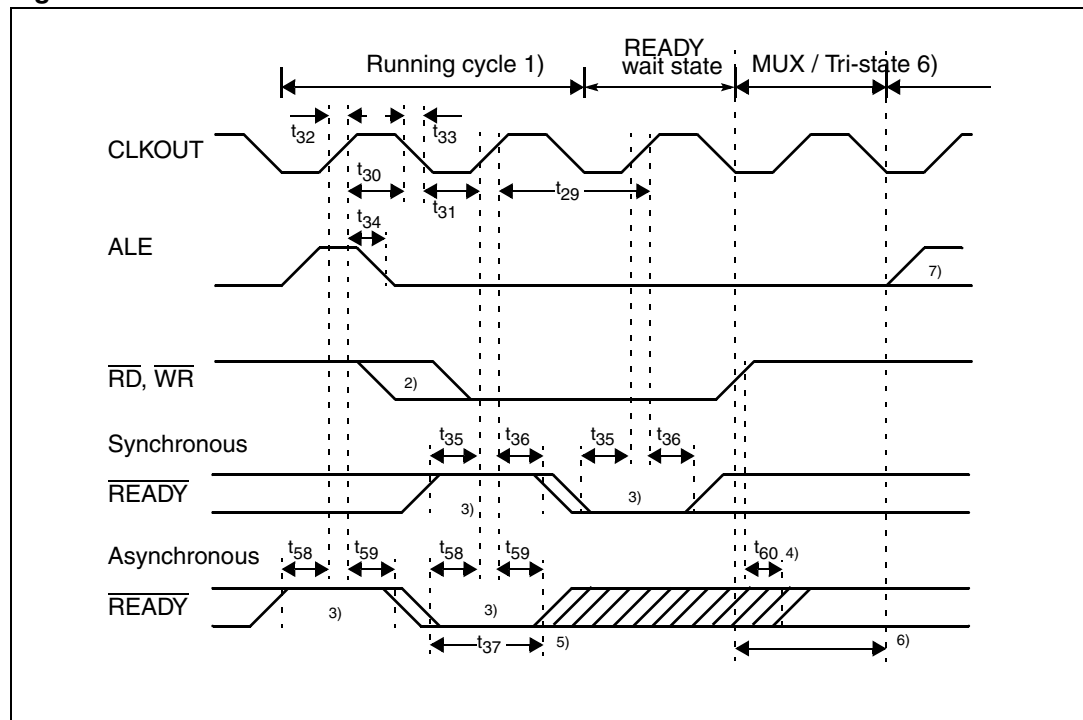 READY
Running cycle 1) wait state MUX / Tri-state 6)
t32 t33
CLKOUT
t30
t31 t29
t34
ALE
7)
RD, WR 2)
t35 t36 t35 t36
Synchronous
READY 3) 3)
Asynchronous t58 t59 t58 t59 t60 4)
READY 3) 3)
t37 5) 6)